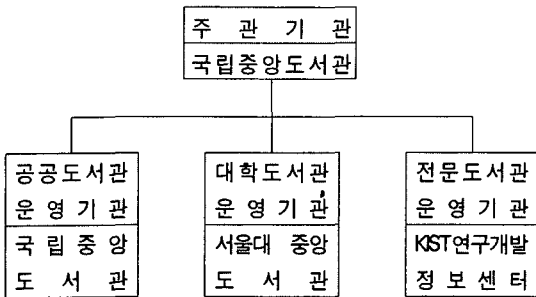 주 관 기 관
국립중앙도서관
공공도서관
운영기관
국립중앙
도 서 관
대학도서관
운영기관
서울대 중앙
도 서 관
전문도서관
운영기관
KIST연구개발
정보센터